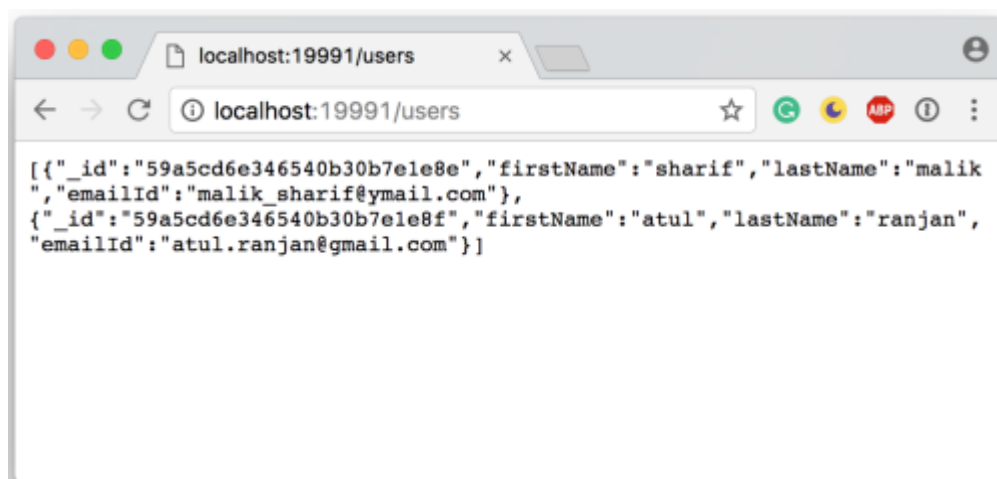 localhost:19991/users
localhost:19991/users
ABP
[{"_id":"59a5cd6e346540b30b7e1e8e","firstName":"sharif","lastName":"malik
","emailId":"malik_sharif@ymail.com"},
{"_id":"59a5cd6e346540b30b7e1e8f","firstName":"atul","lastName":"ranjan",
"emailId":"atul.ranjan@gmail.com"}]